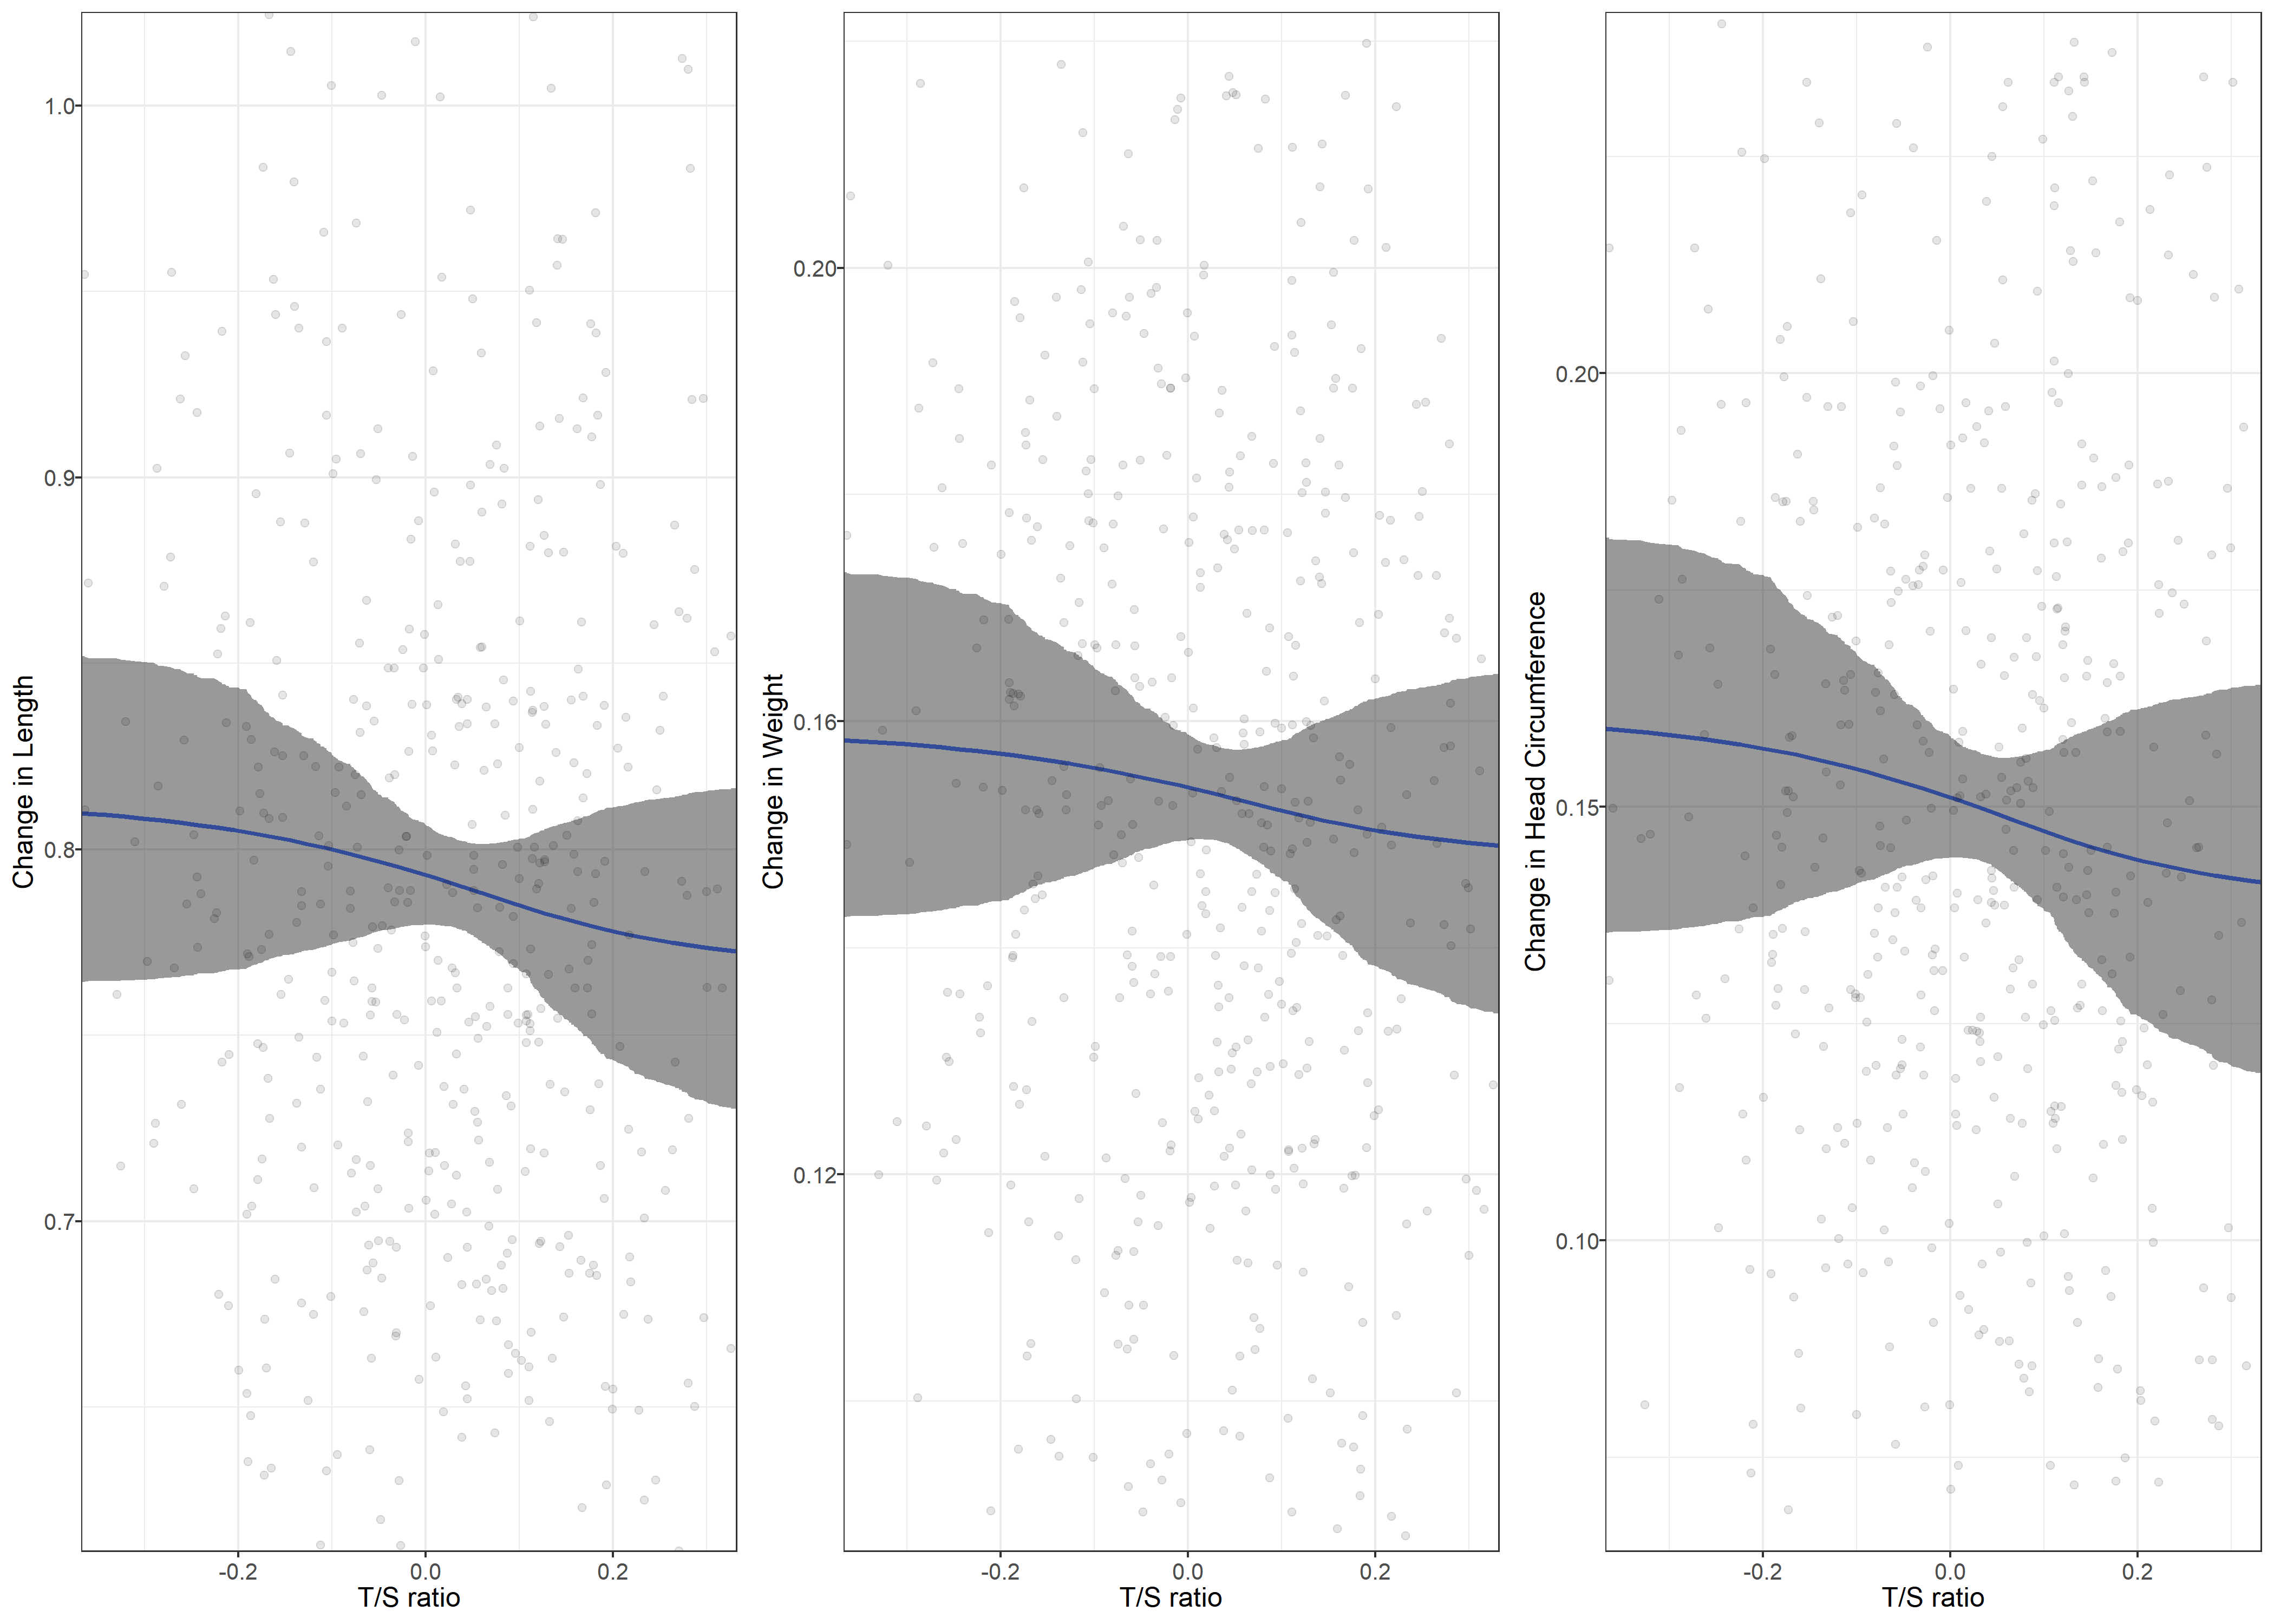 Change in Length
1.0
0.9
0.8
0.7
-0.2 0.0 0.2
T/S ratio
Change in Weight
0.20
0.16
0.12
-0.2 0.0 0.2
T/S ratio
Change in Head Circumference
0.20
0.15
0.10
-0.2 0.0 0.2
T/S ratio